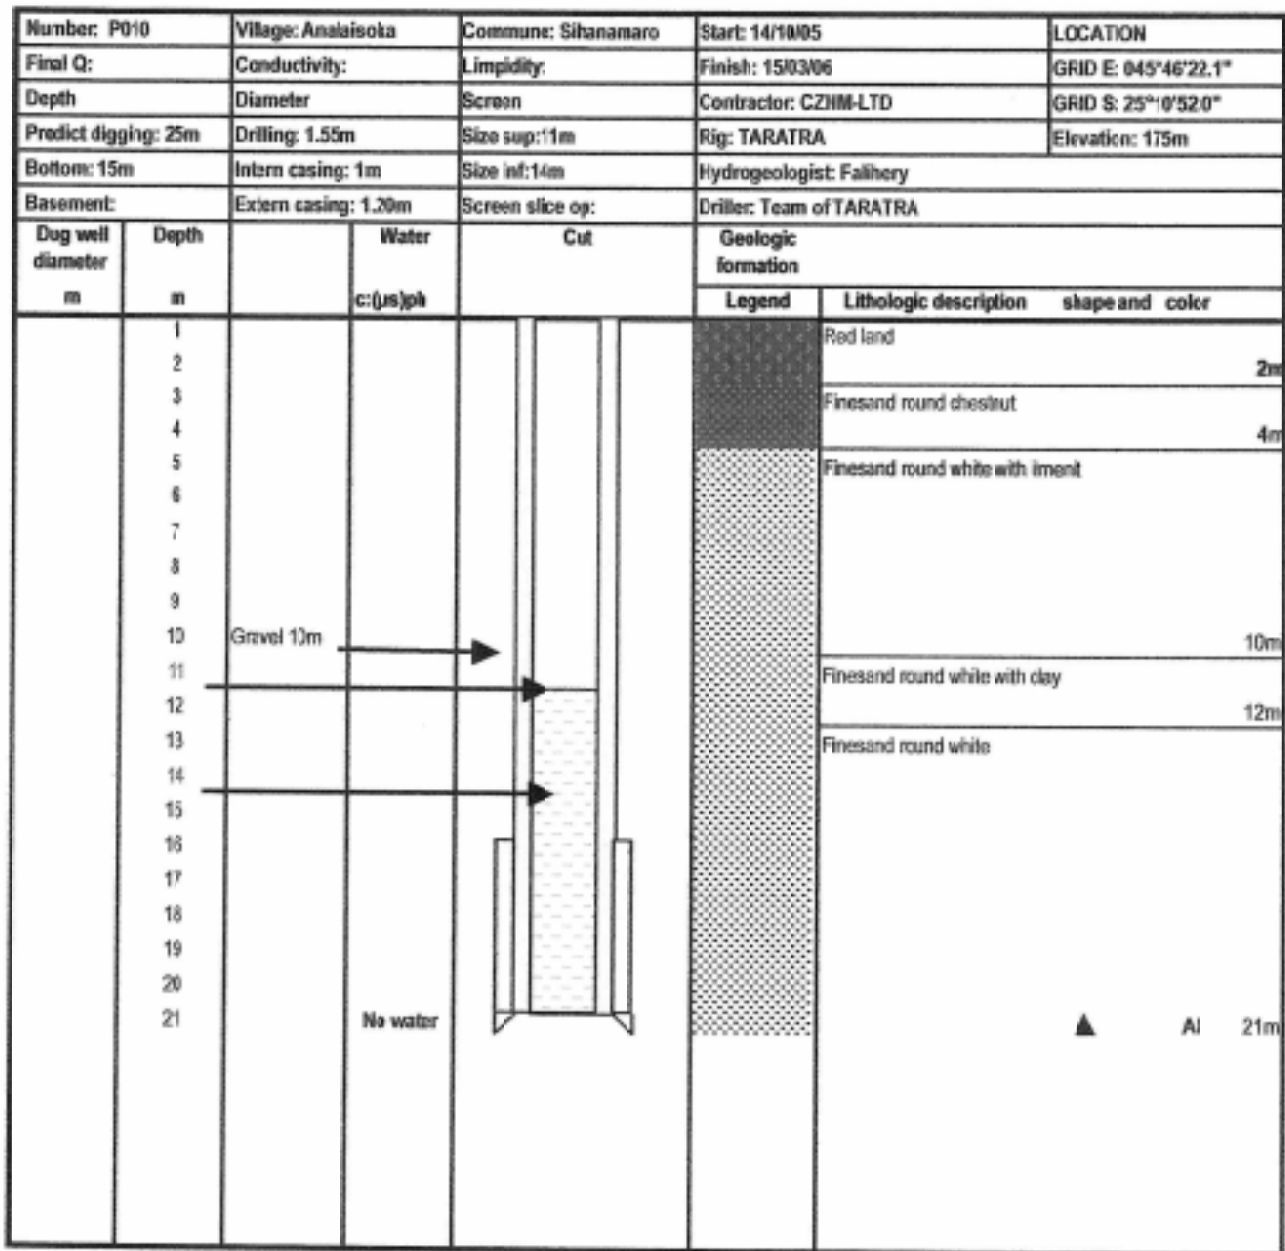 Number: P010 Village: Analaisoka Commune: Sihanamaro Start: 14/10/05 LOCATION
Final Q: Conductivity: Limpidity: Finish: 15/03/06 GRID E: 045°46'22.1"
Depth Diameter Screen Contractor: CZHM-LTD GRID S: 25°10'52.0"
Predict digging: 25m Drilling: 1.55m Size sup:11m Rig: TARATRA Elevation: 175m
Bottom: 15m Intern casing: 1m Size inf:14m Hydrogeologist: Falihery
Basement: Extern casing: 1.20m Screen slice op: Driller: Team of TARATRA
Dug well Depth Water Cut Geologic
diameter formation
m m c:(µs)ph
Legend Lithologic description shape and color
1 Red land
2 2m
3 Finesand round chestnut
4 4m
5 Finesand round white with iment
6
7
8
9
10 Gravel 10m 10m
11 Finesand round white with clay
12 12m
13 Finesand round white
14
15
16
17
18
19
20
21 No water 21m